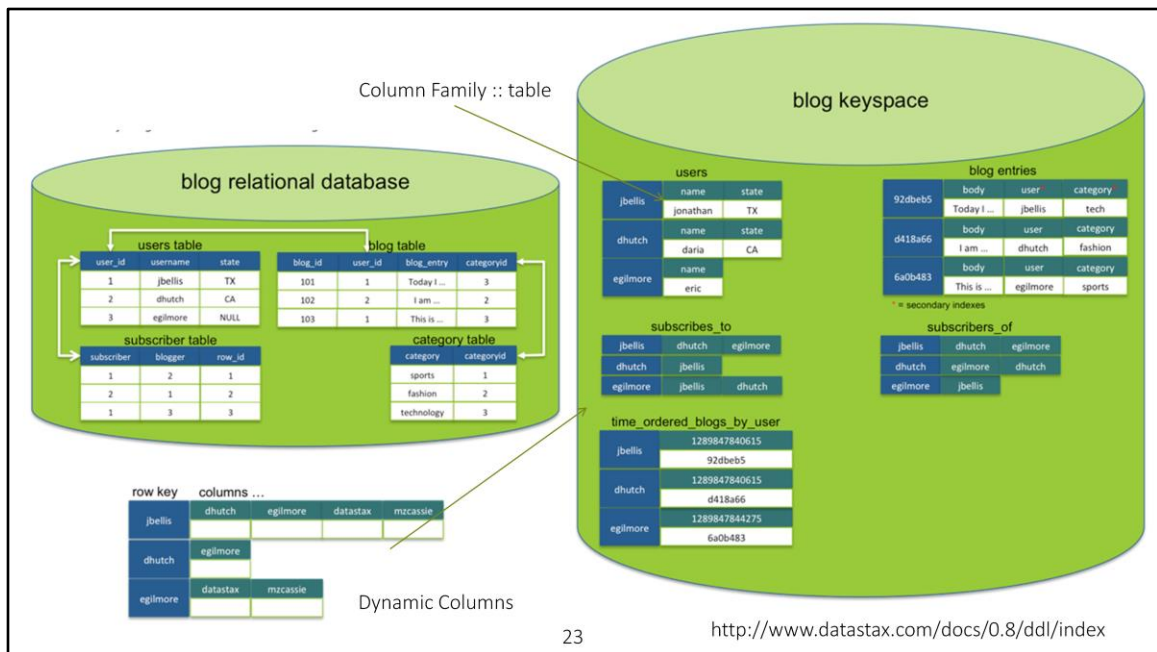 Column Family :: table
blog relational database
users table
user_id username state
1 jbellis TX
2 dhutch CA
3 egilmore NULL
blog table
blog_id user_id blog_entry categoryid
101 1 Today I ... 3
102 2 I am ... 2
103 1 This is ... 3
subscriber table
subscriber blogger row_id
1 2 1
2 1 2
1 3 3
category table
category categoryid
sports 1
fashion 2
technology 3
row key columns ...
jbellis dhutch egilmore datastax mzcassie
dhutch egilmore
egilmore datastax mzcassie
Dynamic Columns
blog keyspace
users
jbellis name state
jonathan TX
dhutch name state
daria CA
egilmore name
eric
blog entries
92dbeb5 body user* category*
Today I ... jbellis tech
d418a66 body user category
I am ... dhutch fashion
6a0b483 body user category
This is ... egilmore sports
* = secondary indexes
subscribes_to
jbellis dhutch egilmore
dhutch jbellis
egilmore jbellis dhutch
subscribers_of
jbellis dhutch egilmore
dhutch egilmore dhutch
egilmore jbellis
time_ordered_blogs_by_user
jbellis 1289847840615
92dbeb5
dhutch 1289847840615
d418a66
egilmore 1289847844275
6a0b483
23
http://www.datastax.com/docs/0.8/ddl/index